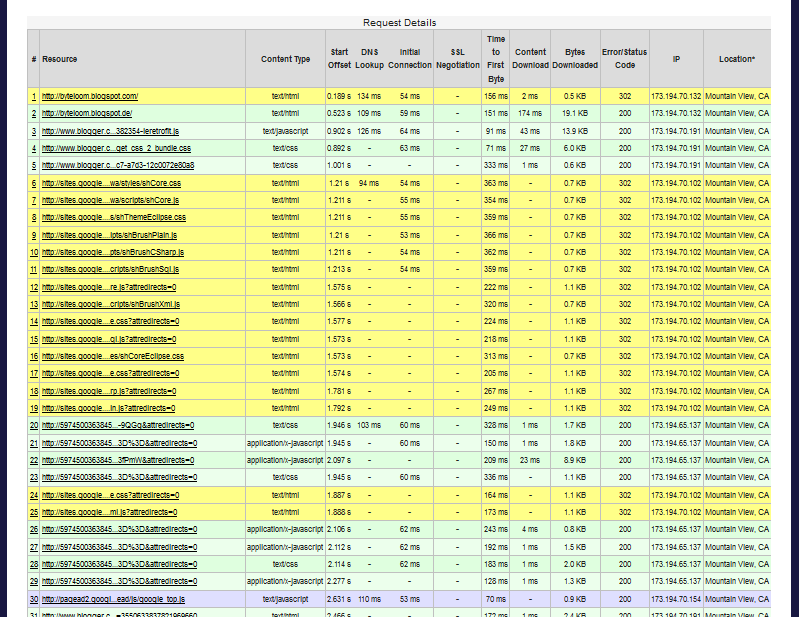 Request Details
# Resource Content Type Start Offset DNS Lookup Initial Connection SSL Negotiation Time to First Byte Content Download Bytes Downloaded Error/Status Code IP Location*
1 http://byteloom.blogspot.com/ text/html 0.189 s 134 ms 54 ms - 156 ms 2 ms 0.5 KB 302 173.194.70.132 Mountain View, CA
2 http://byteloom.blogspot.de/ text/html 0.523 s 109 ms 59 ms - 151 ms 174 ms 19.1 KB 200 173.194.70.132 Mountain View, CA
3 http://www.blogger.c...382354-ieretrofit.js text/javascript 0.902 s 126 ms 64 ms - 91 ms 43 ms 13.9 KB 200 173.194.70.191 Mountain View, CA
4 http://www.blogger.c...get_css_2_bundle.css text/css 0.892 s - 63 ms - 71 ms 27 ms 6.0 KB 200 173.194.70.191 Mountain View, CA
5 http://www.blogger.c...c7-a7d3-12c0072e80a8 text/css 1.001 s - - - 333 ms 1 ms 0.6 KB 200 173.194.70.191 Mountain View, CA
6 http://sites.google....wa/styles/shCore.css text/html 1.21 s 94 ms 54 ms - 363 ms - 0.7 KB 302 173.194.70.102 Mountain View, CA
7 http://sites.google....wa/scripts/shCore.js text/html 1.211 s - 55 ms - 354 ms - 0.7 KB 302 173.194.70.102 Mountain View, CA
8 http://sites.google....s/shThemeEclipse.css text/html 1.211 s - 55 ms - 359 ms - 0.7 KB 302 173.194.70.102 Mountain View, CA
9 http://sites.google....ipts/shBrushPlain.js text/html 1.21 s - 53 ms - 366 ms - 0.7 KB 302 173.194.70.102 Mountain View, CA
10 http://sites.google....pts/shBrushCSharp.js text/html 1.211 s - 54 ms - 362 ms - 0.7 KB 302 173.194.70.102 Mountain View, CA
11 http://sites.google....cripts/shBrushSql.js text/html 1.213 s - 54 ms - 359 ms - 0.7 KB 302 173.194.70.102 Mountain View, CA
12 http://sites.google....re.js?attredirects=0 text/html 1.575 s - - - 222 ms - 1.1 KB 302 173.194.70.102 Mountain View, CA
13 http://sites.google....cripts/shBrushXml.js text/html 1.566 s - - - 320 ms - 0.7 KB 302 173.194.70.102 Mountain View, CA
14 http://sites.google....e.css?attredirects=0 text/html 1.577 s - - - 224 ms - 1.1 KB 302 173.194.70.102 Mountain View, CA
15 http://sites.google....ql.js?attredirects=0 text/html 1.573 s - - - 218 ms - 1.1 KB 302 173.194.70.102 Mountain View, CA
16 http://sites.google....es/shCoreEclipse.css text/html 1.573 s - - - 313 ms - 0.7 KB 302 173.194.70.102 Mountain View, CA
17 http://sites.google....e.css?attredirects=0 text/html 1.574 s - - - 205 ms - 1.1 KB 302 173.194.70.102 Mountain View, CA
18 http://sites.google....rp.js?attredirects=0 text/html 1.781 s - - - 267 ms - 1.1 KB 302 173.194.70.102 Mountain View, CA
19 http://sites.google....in.js?attredirects=0 text/html 1.792 s - - - 249 ms - 1.1 KB 302 173.194.70.102 Mountain View, CA
20 http://5974500363845...-9QGg&attredirects=0 text/css 1.946 s 103 ms 60 ms - 328 ms 1 ms 1.7 KB 200 173.194.65.137 Mountain View, CA
21 http://5974500363845...3D%3D&attredirects=0 application/x-javascript 1.945 s - 60 ms - 150 ms 1 ms 1.8 KB 200 173.194.65.137 Mountain View, CA
22 http://5974500363845...3fPmW&attredirects=0 application/x-javascript 2.097 s - - - 209 ms 23 ms 8.9 KB 200 173.194.65.137 Mountain View, CA
23 http://5974500363845...3D%3D&attredirects=0 text/css 1.945 s - 60 ms - 336 ms - 1.1 KB 200 173.194.65.137 Mountain View, CA
24 http://sites.google....e.css?attredirects=0 text/html 1.887 s - - - 164 ms - 1.1 KB 302 173.194.70.102 Mountain View, CA
25 http://sites.google....ml.js?attredirects=0 text/html 1.888 s - - - 173 ms - 1.1 KB 302 173.194.70.102 Mountain View, CA
26 http://5974500363845...3D%3D&attredirects=0 application/x-javascript 2.106 s - 62 ms - 243 ms 4 ms 0.8 KB 200 173.194.65.137 Mountain View, CA
27 http://5974500363845...3D%3D&attredirects=0 application/x-javascript 2.112 s - 62 ms - 192 ms 1 ms 1.5 KB 200 173.194.65.137 Mountain View, CA
28 http://5974500363845...3D%3D&attredirects=0 text/css 2.114 s - 62 ms - 183 ms 1 ms 2.0 KB 200 173.194.65.137 Mountain View, CA
29 http://5974500363845...3D%3D&attredirects=0 application/x-javascript 2.277 s - - - 128 ms 1 ms 1.3 KB 200 173.194.65.137 Mountain View, CA
30 http://pagead2.googl...ead/js/google_top.js text/javascript 2.631 s 110 ms 53 ms - 70 ms - 0.9 KB 200 173.194.70.154 Mountain View, CA
31 http://www.blogger.c...=3550633837821969660 text/html 2.466 s - - - 172 ms 1 ms 2.4 KB 200 173.194.70.191 Mountain View, CA